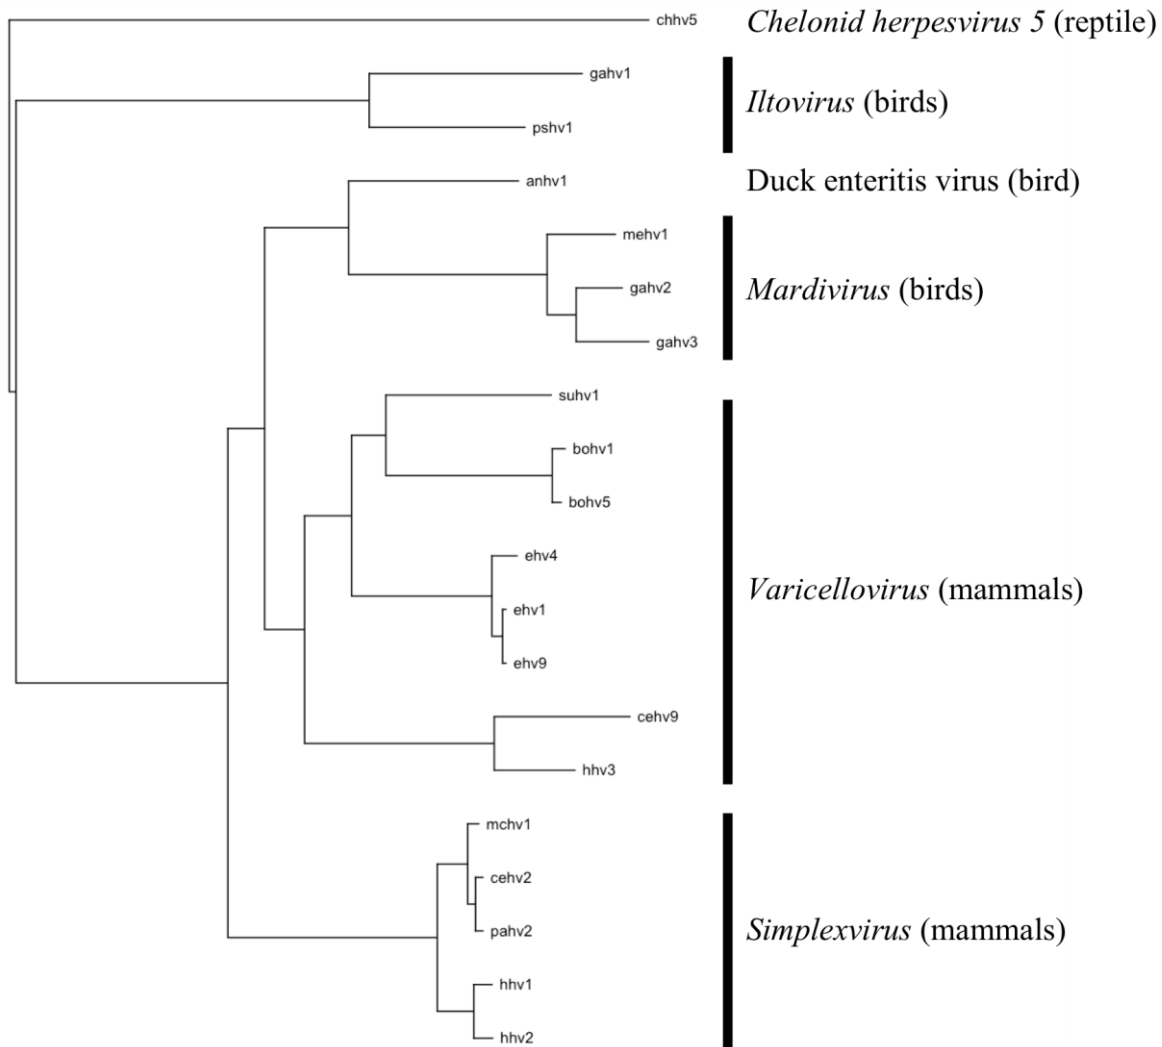 chhv5 Chelonid herpesvirus 5 (reptile)
gahv1
Iltovirus (birds)
pshv1
anhv1 Duck enteritis virus (bird)
mehv1
gahv2 Mardivirus (birds)
gahv3
suhv1
bohv1
bohv5
ehv4
Varicellovirus (mammals)
ehv1
ehv9
cehv9
hhv3
mchv1
cehv2
Simplexvirus (mammals)
pahv2
hhv1
hhv2